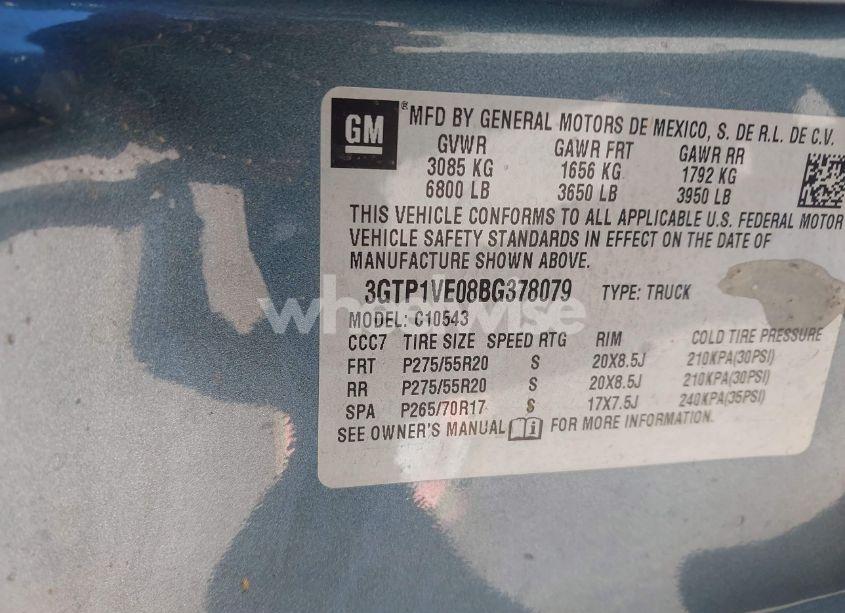 GM ® MFD BY GENERAL MOTORS DE MEXICO, S. DE R.L. DE C.V.
GVWR GAWR FRT GAWR RR
3085 KG 1656 KG 1792 KG
6800 LB 3650 LB 3950 LB
THIS VEHICLE CONFORMS TO ALL APPLICABLE U.S. FEDERAL MOTOR
VEHICLE SAFETY STANDARDS IN EFFECT ON THE DATE OF
MANUFACTURE SHOWN ABOVE.
3GTP1VE08BG378079 TYPE: TRUCK
wheelwise
MODEL: C10543
CCC7 TIRE SIZE SPEED RTG RIM COLD TIRE PRESSURE
FRT P275/55R20 S 20X8.5J 210KPA(30PSI)
RR P275/55R20 S 20X8.5J 210KPA(30PSI)
SPA P265/70R17 S 17X7.5J 240KPA(35PSI)
SEE OWNER'S MANUAL i FOR MORE INFORMATION.